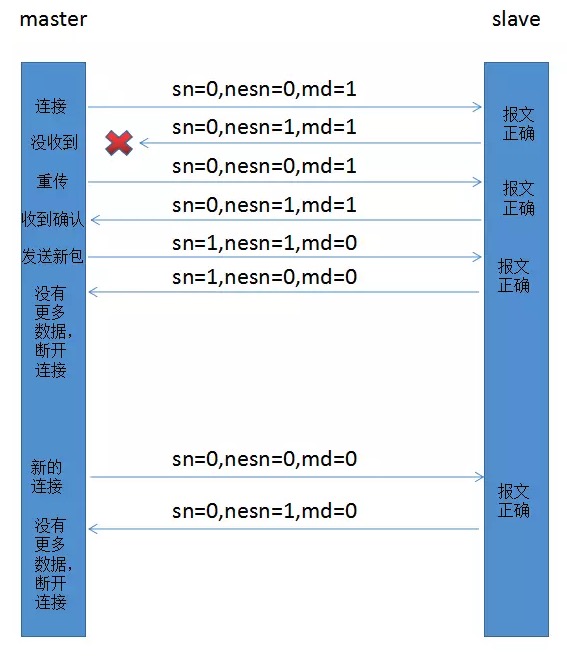 master
slave
连接
sn=0,nesn=0,md=1
报文
正确
没收到
sn=0,nesn=1,md=1
重传
sn=0,nesn=0,md=1
报文
正确
收到确认
sn=0,nesn=1,md=1
发送新包
sn=1,nesn=1,md=0
报文
正确
sn=1,nesn=0,md=0
没有
更多
数据，
断开
连接
新的
连接
sn=0,nesn=0,md=0
报文
正确
sn=0,nesn=1,md=0
没有
更多
数据，
断开
连接